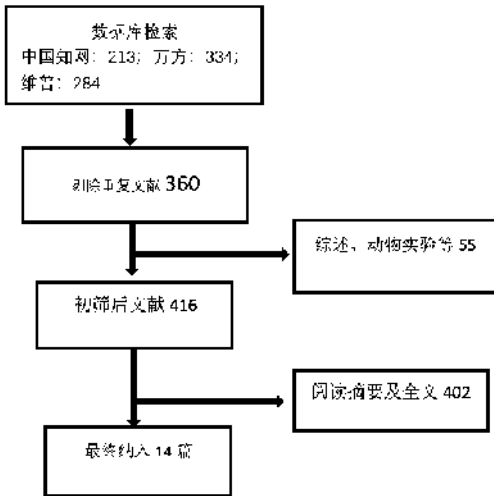 数据库检索
中国知网：213；万方：334；
维普：284
剔除重复文献 360
综述、动物实验等 55
初筛后文献 416
阅读摘要及全文 402
最终纳入 14 篇